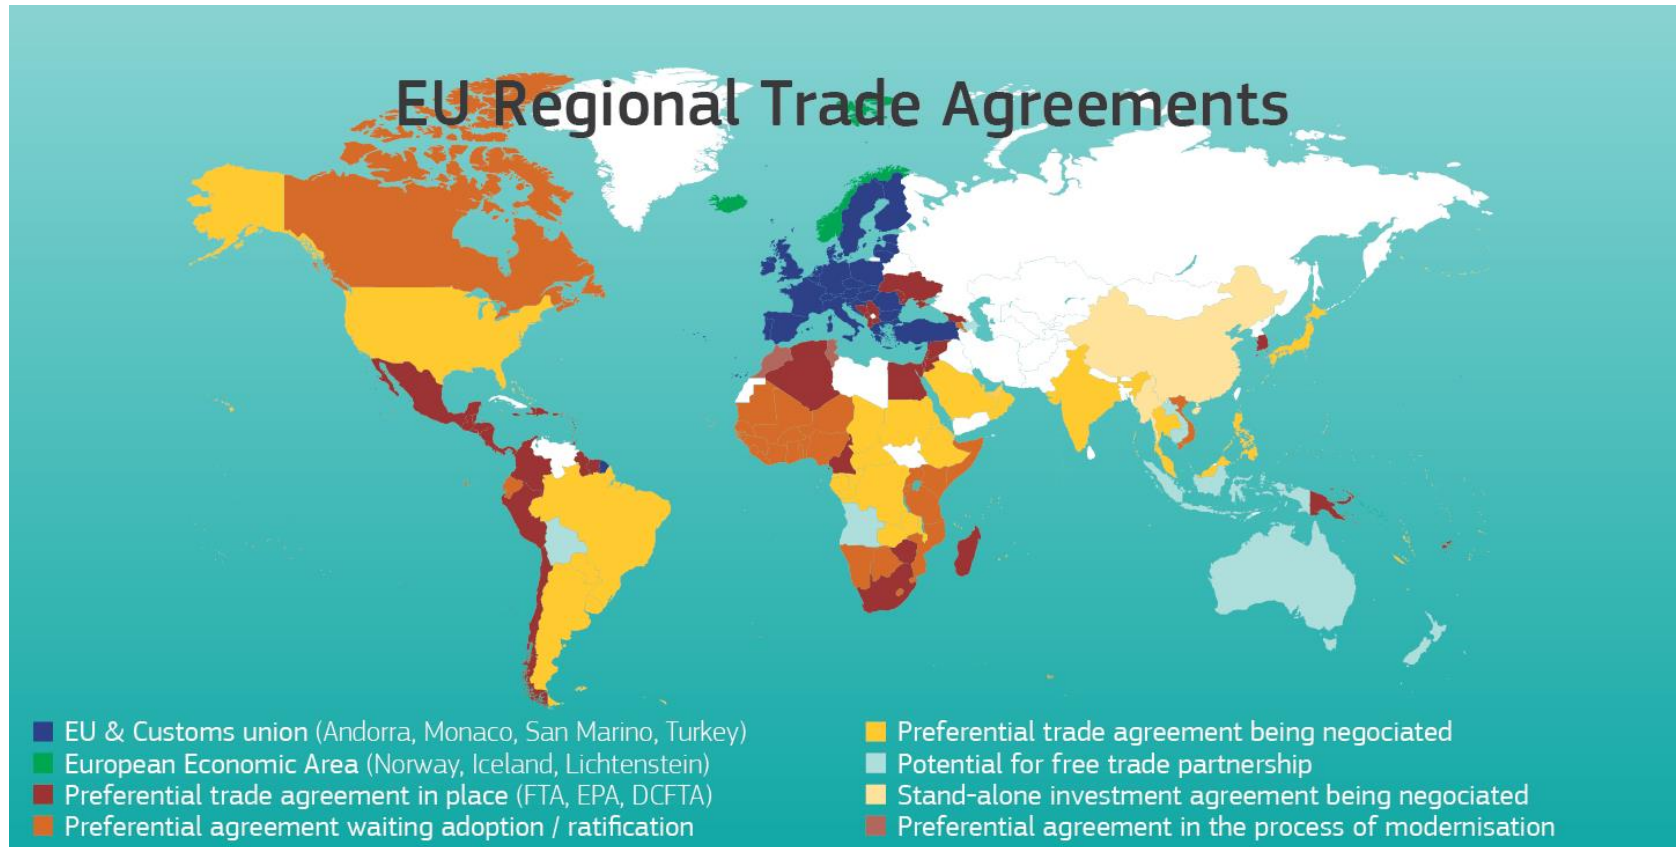 EU Regional Trade Agreements
EU & Customs union (Andorra, Monaco, San Marino, Turkey)
European Economic Area (Norway, Iceland, Lichtenstein)
Preferential trade agreement in place (FTA, EPA, DCFTA)
Preferential agreement waiting adoption / ratification
Preferential trade agreement being negotiated
Potential for free trade partnership
Stand-alone investment agreement being negotiated
Preferential agreement in the process of modernisation